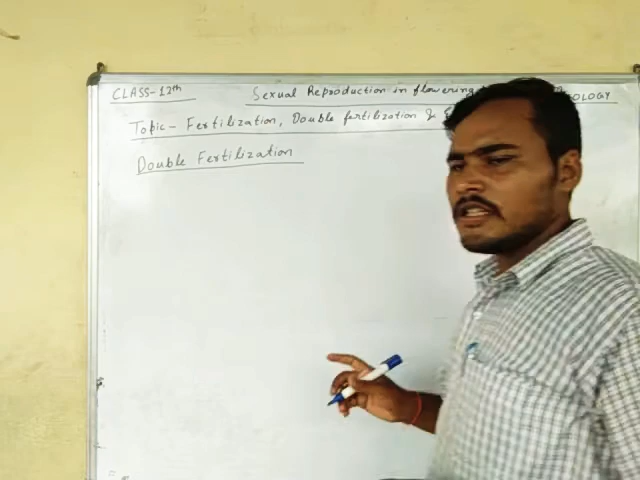 CLASS-12th
Sexual Reproduction in flowering OLOGY
Topic- Fertilization, Double fertilization &
Double Fertilization